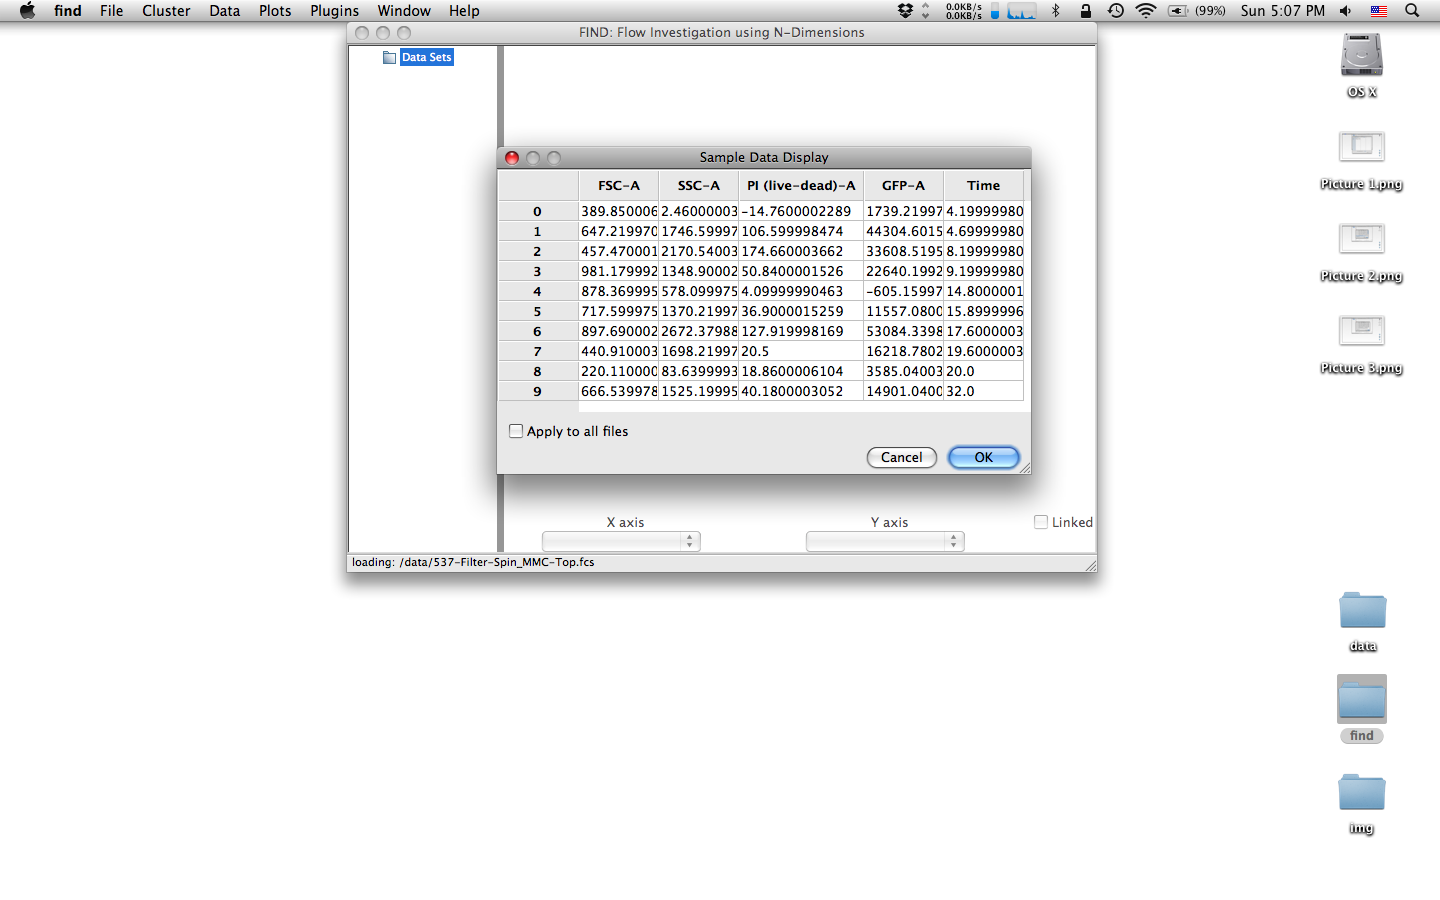 find File Cluster Data Plots Plugins Window Help 0.0KB/s 0.0KB/s (99%) Sun 5:07 PM
FIND: Flow Investigation using N-Dimensions
Data Sets
OS X
Picture 1.png
Picture 2.png
Picture 3.png
Sample Data Display
FSC-A SSC-A PI (live-dead)-A GFP-A Time
0 389.850006 2.46000003 -14.7600002289 1739.21997 4.19999980
1 647.219970 1746.59997 106.599998474 44304.6015 4.69999980
2 457.470001 2170.54003 174.660003662 33608.5195 8.19999980
3 981.179992 1348.90002 50.8400001526 22640.1992 9.19999980
4 878.369995 578.099975 4.09999990463 -605.15997 14.8000001
5 717.599975 1370.21997 36.9000015259 11557.0800 15.8999996
6 897.690002 2672.37988 127.919998169 53084.3398 17.6000003
7 440.910003 1698.21997 20.5 16218.7802 19.6000003
8 220.110000 83.6399993 18.8600006104 3585.04003 20.0
9 666.539978 1525.19995 40.1800003052 14901.0400 32.0
Apply to all files
Cancel OK
X axis Y axis Linked
loading: /data/537-Filter-Spin_MMC-Top.fcs
data
find
img